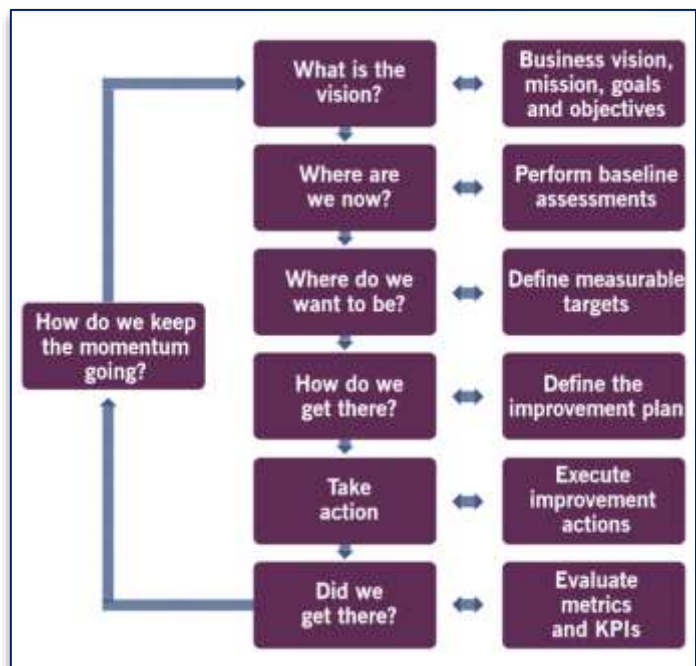 What is the
vision?
Business vision,
mission, goals
and objectives
Where are
we now?
Perform baseline
assessments
Where do we
want to be?
Define measurable
targets
How do we keep
the momentum
going?
How do we
get there?
Define the
improvement plan
Take
action
Execute
improvement
actions
Did we
get there?
Evaluate
metrics
and KPIs